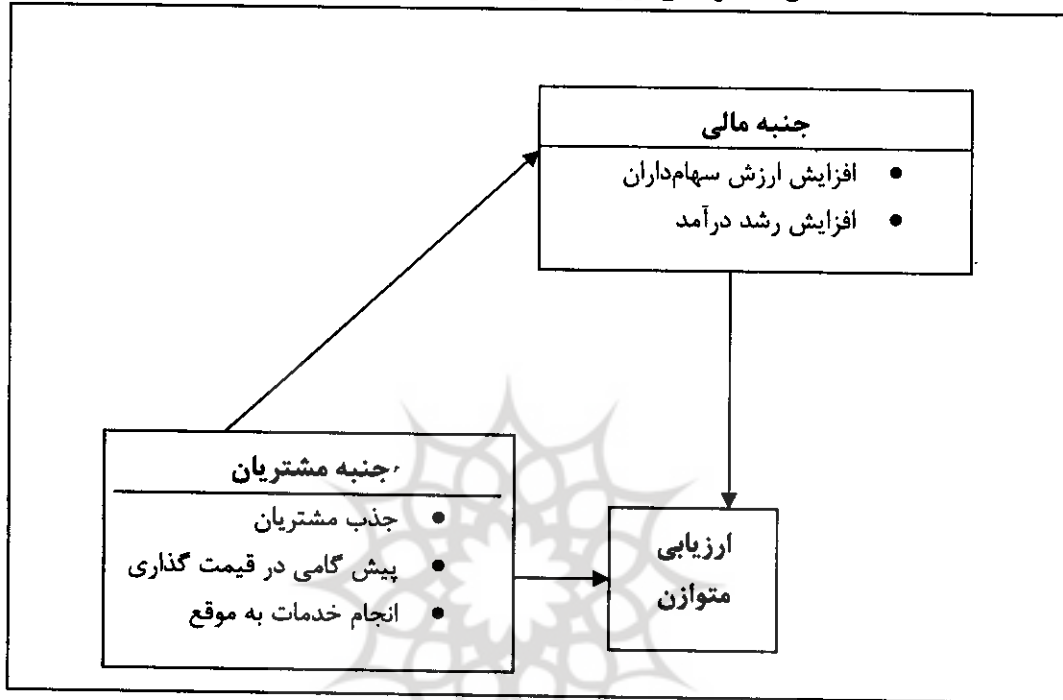 جنبه مالی
● افزایش ارزش سهام‌داران
● افزایش رشد درآمد
جنبه مشتریان
● جذب مشتریان
● پیش گامی در قیمت گذاری
● انجام خدمات به موقع
ارزیابی
متوازن